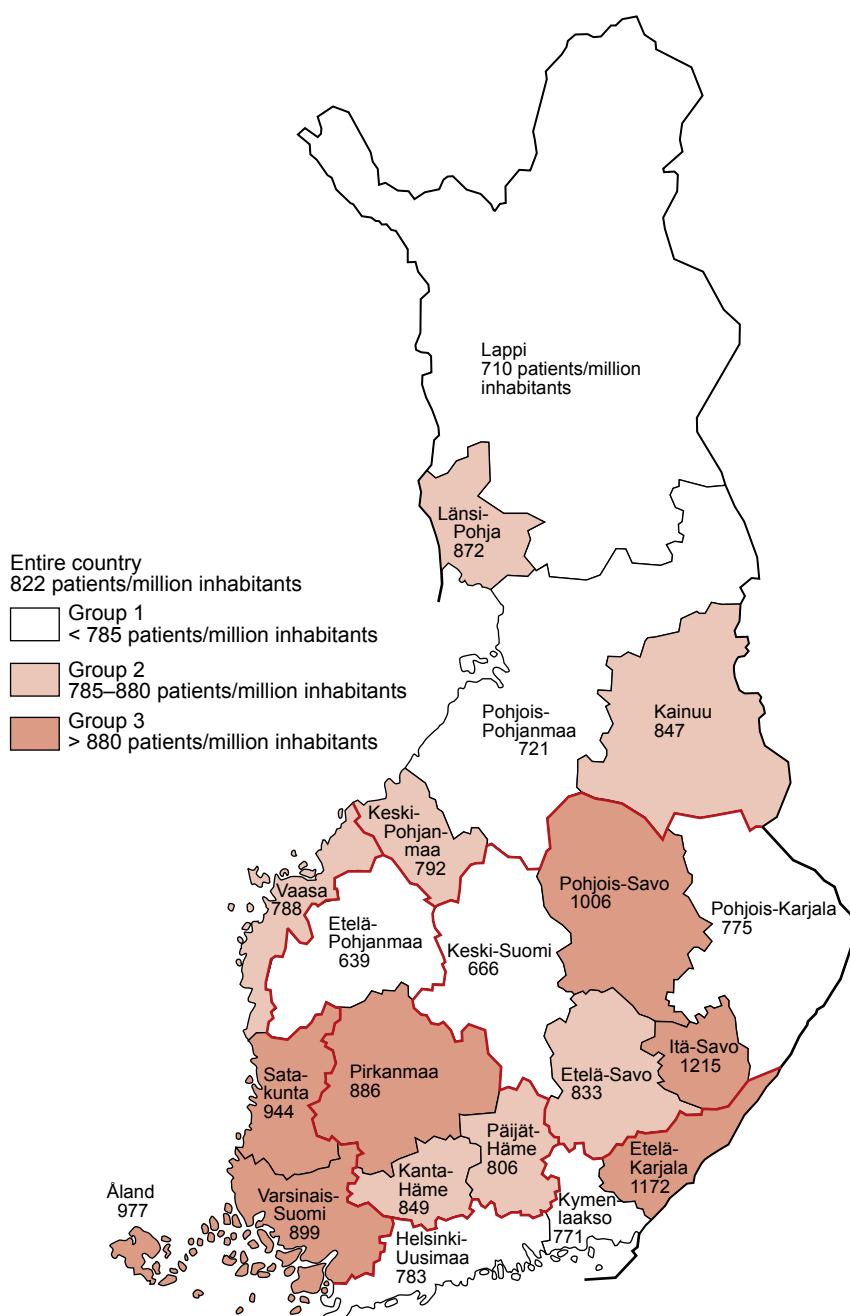 Lappi
710 patients/million
inhabitants
Länsi-
Pohja
872
Entire country
822 patients/million inhabitants
Group 1
< 785 patients/million inhabitants
Group 2
785–880 patients/million inhabitants
Group 3
> 880 patients/million inhabitants
Pohjois-
Pohjanmaa
721
Kainuu
847
Keski-
Pohjan-
maa
792
Vaasa
788
Pohjois-Savo
1006
Pohjois-Karjala
775
Etelä-
Pohjanmaa
639
Keski-Suomi
666
Itä-Savo
1215
Sata-
kunta
944
Pirkanmaa
886
Etelä-Savo
833
Päijät-
Häme
806
Etelä-
Karjala
1172
Kanta-
Häme
849
Åland
977
Varsinais-
Suomi
899
Kymen-
laakso
771
Helsinki-
Uusimaa
783